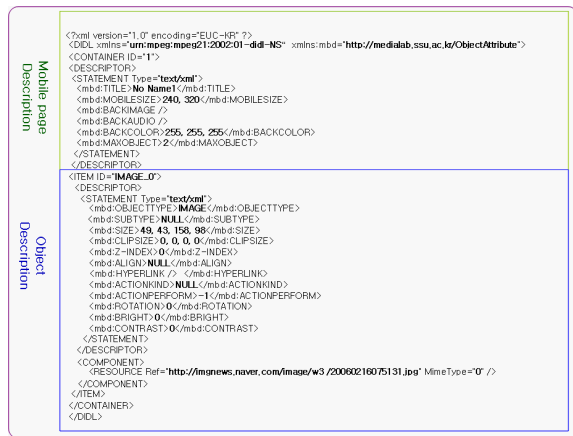 Mobile page
Description
<?xml version="1.0" encoding="EUC-KR" ?>
<DIDL xmlns="urn:mpeg:mpeg21:2002:01-didl-NS" xmlns:mbd="http://medialab,ssu,ac,kr/ObjectAttribute">
<CONTAINER ID="1">
<DESCRIPTOR>
<STATEMENT Type="text/xml">
<mbd:TITLE>No Name1</mbd:TITLE>
<mbd:MOBILESIZE>240, 320</mbd:MOBILESIZE>
<mbd:BACKIMAGE />
<mbd:BACKAUDIO />
<mbd:BACKCOLOR>255, 255, 255</mbd:BACKCOLOR>
<mbd:MAXOBJECT>2</mbd:MAXOBJECT>
</STATEMENT>
</DESCRIPTOR>
Object
Description
<ITEM ID="IMAGE_0">
<DESCRIPTOR>
<STATEMENT Type="text/xml">
<mbd:OBJECTTYPE>IMAGE</mbd:OBJECTTYPE>
<mbd:SUBTYPE>NULL</mbd:SUBTYPE>
<mbd:SIZE>49, 43, 158, 98</mbd:SIZE>
<mbd:CLIPSIZE>0, 0, 0, 0</mbd:CLIPSIZE>
<mbd:Z-INDEX>0</mbd:Z-INDEX>
<mbd:ALIGN>NULL</mbd:ALIGN>
<mbd:HYPERLINK /> </mbd:HYPERLINK>
<mbd:ACTIONKIND>NULL</mbd:ACTIONKIND>
<mbd:ACTIONPERFORM>-1</mbd:ACTIONPERFORM>
<mbd:ROTATION>0</mbd:ROTATION>
<mbd:BRIGHT>0</mbd:BRIGHT>
<mbd:CONTRAST>0</mbd:CONTRAST>
</STATEMENT>
</DESCRIPTOR>
<COMPONENT>
<RESOURCE Ref="http://imgnews,naver,com/image/w3 /20060216075131,jpg" MimeType="0" />
</COMPONENT>
</ITEM>
</CONTAINER>
</DIDL>